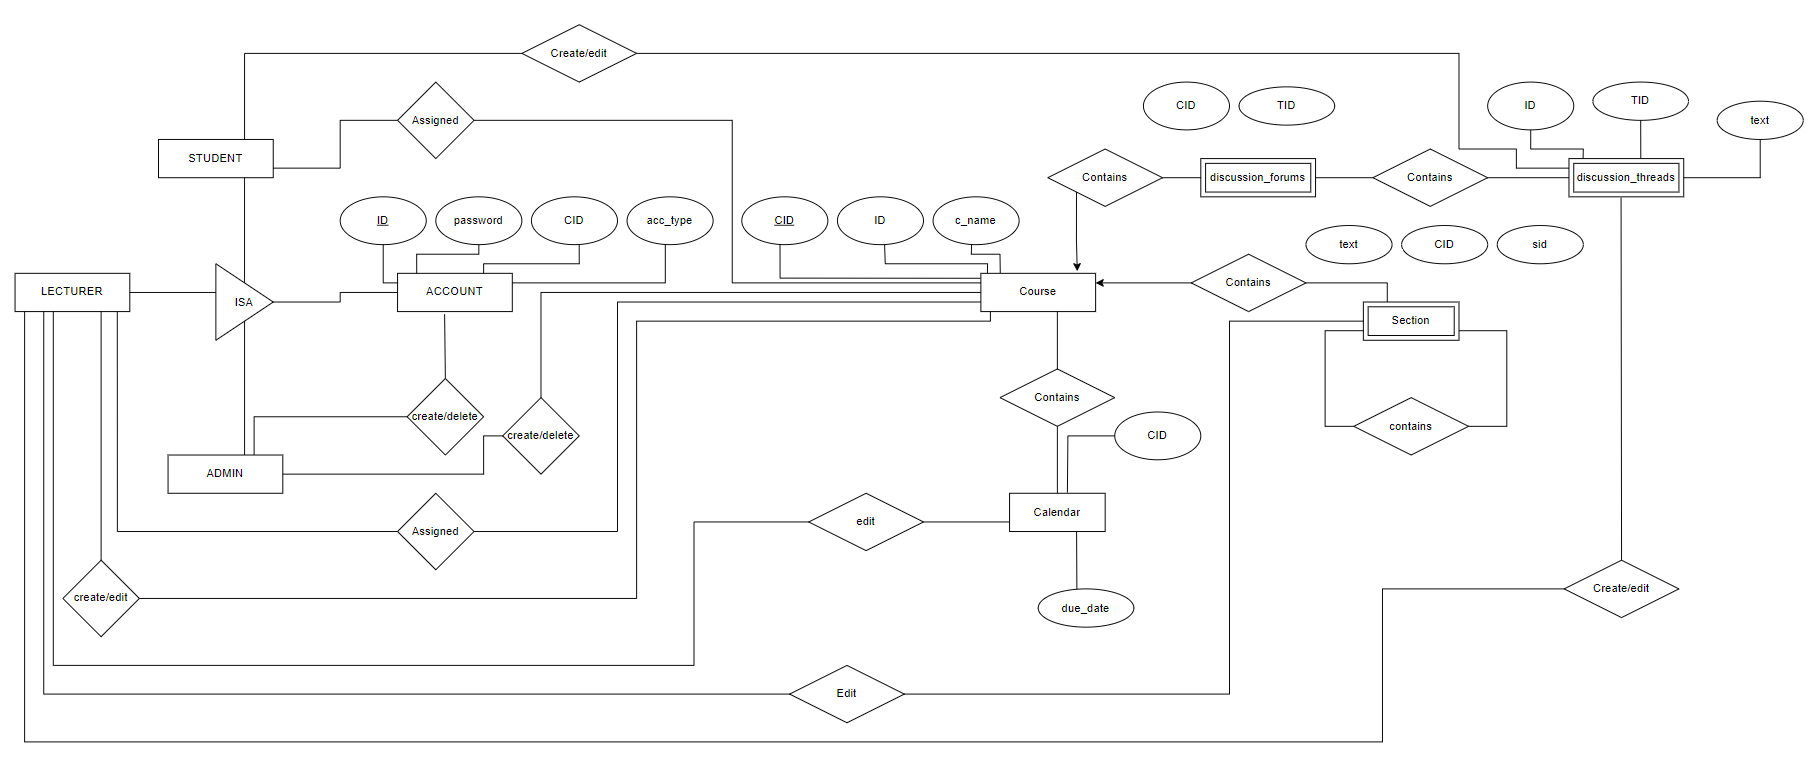 Create/edit
CID
TID
ID
TID
text
Assigned
STUDENT
Contains
discussion_forums
Contains
discussion_threads
ID
password
CID
acc_type
CID
ID
c_name
text
CID
sid
LECTURER
ISA
ACCOUNT
Course
Contains
Section
Contains
contains
create/delete
create/delete
CID
ADMIN
Assigned
edit
Calendar
create/edit
due_date
Create/edit
Edit